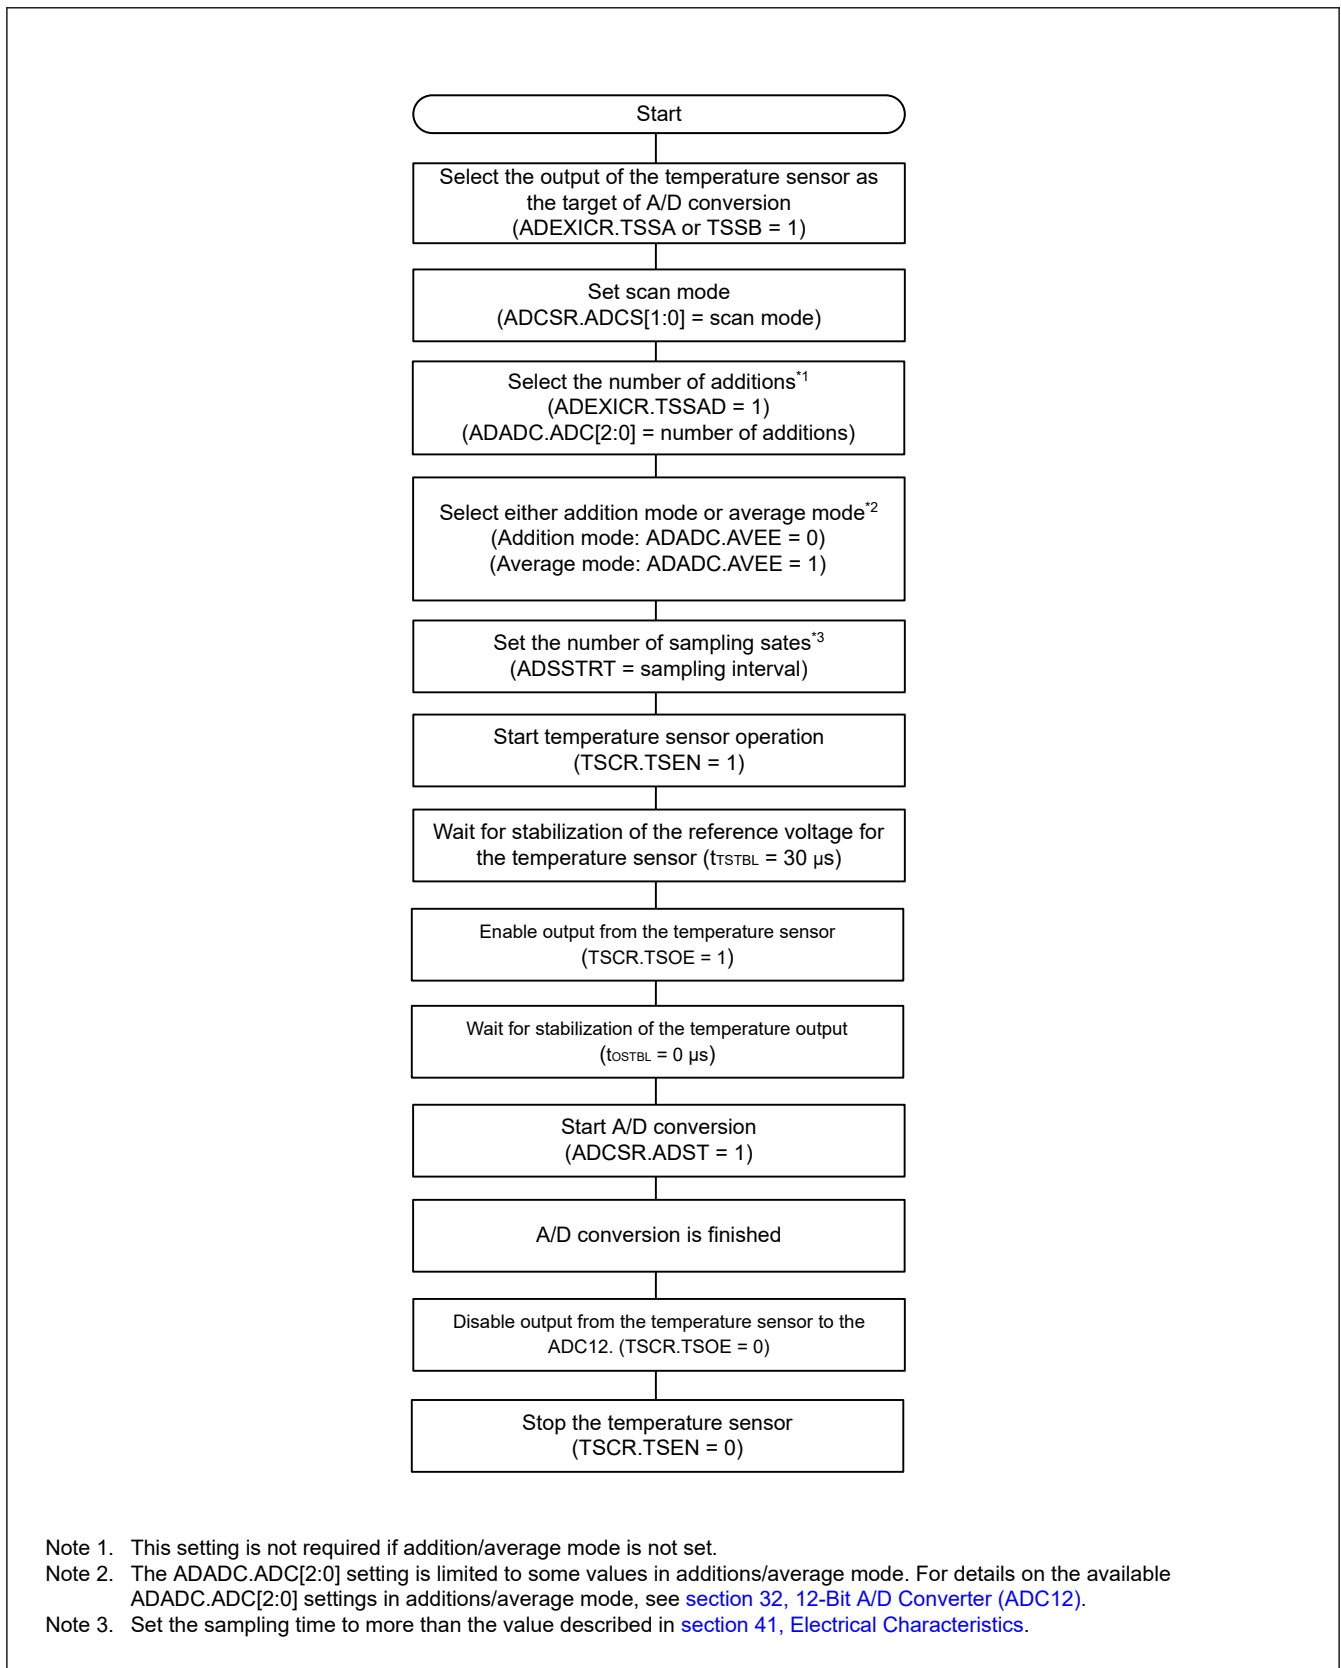 Start
Select the output of the temperature sensor as
the target of A/D conversion
(ADEXICR.TSSA or TSSB = 1)
Set scan mode
(ADCSR.ADCS[1:0] = scan mode)
Select the number of additions*1
(ADEXICR.TSSAD = 1)
(ADADC.ADC[2:0] = number of additions)
Select either addition mode or average mode*2
(Addition mode: ADADC.AVEE = 0)
(Average mode: ADADC.AVEE = 1)
Set the number of sampling sates*3
(ADSSTRT = sampling interval)
Start temperature sensor operation
(TSCR.TSEN = 1)
Wait for stabilization of the reference voltage for
the temperature sensor (tTSTBL = 30 µs)
Enable output from the temperature sensor
(TSCR.TSOE = 1)
Wait for stabilization of the temperature output
(tOSTBL = 0 µs)
Start A/D conversion
(ADCSR.ADST = 1)
A/D conversion is finished
Disable output from the temperature sensor to the
ADC12. (TSCR.TSOE = 0)
Stop the temperature sensor
(TSCR.TSEN = 0)
Note 1. This setting is not required if addition/average mode is not set.
Note 2. The ADADC.ADC[2:0] setting is limited to some values in additions/average mode. For details on the available
ADADC.ADC[2:0] settings in additions/average mode, see section 32, 12-Bit A/D Converter (ADC12).
Note 3. Set the sampling time to more than the value described in section 41, Electrical Characteristics.